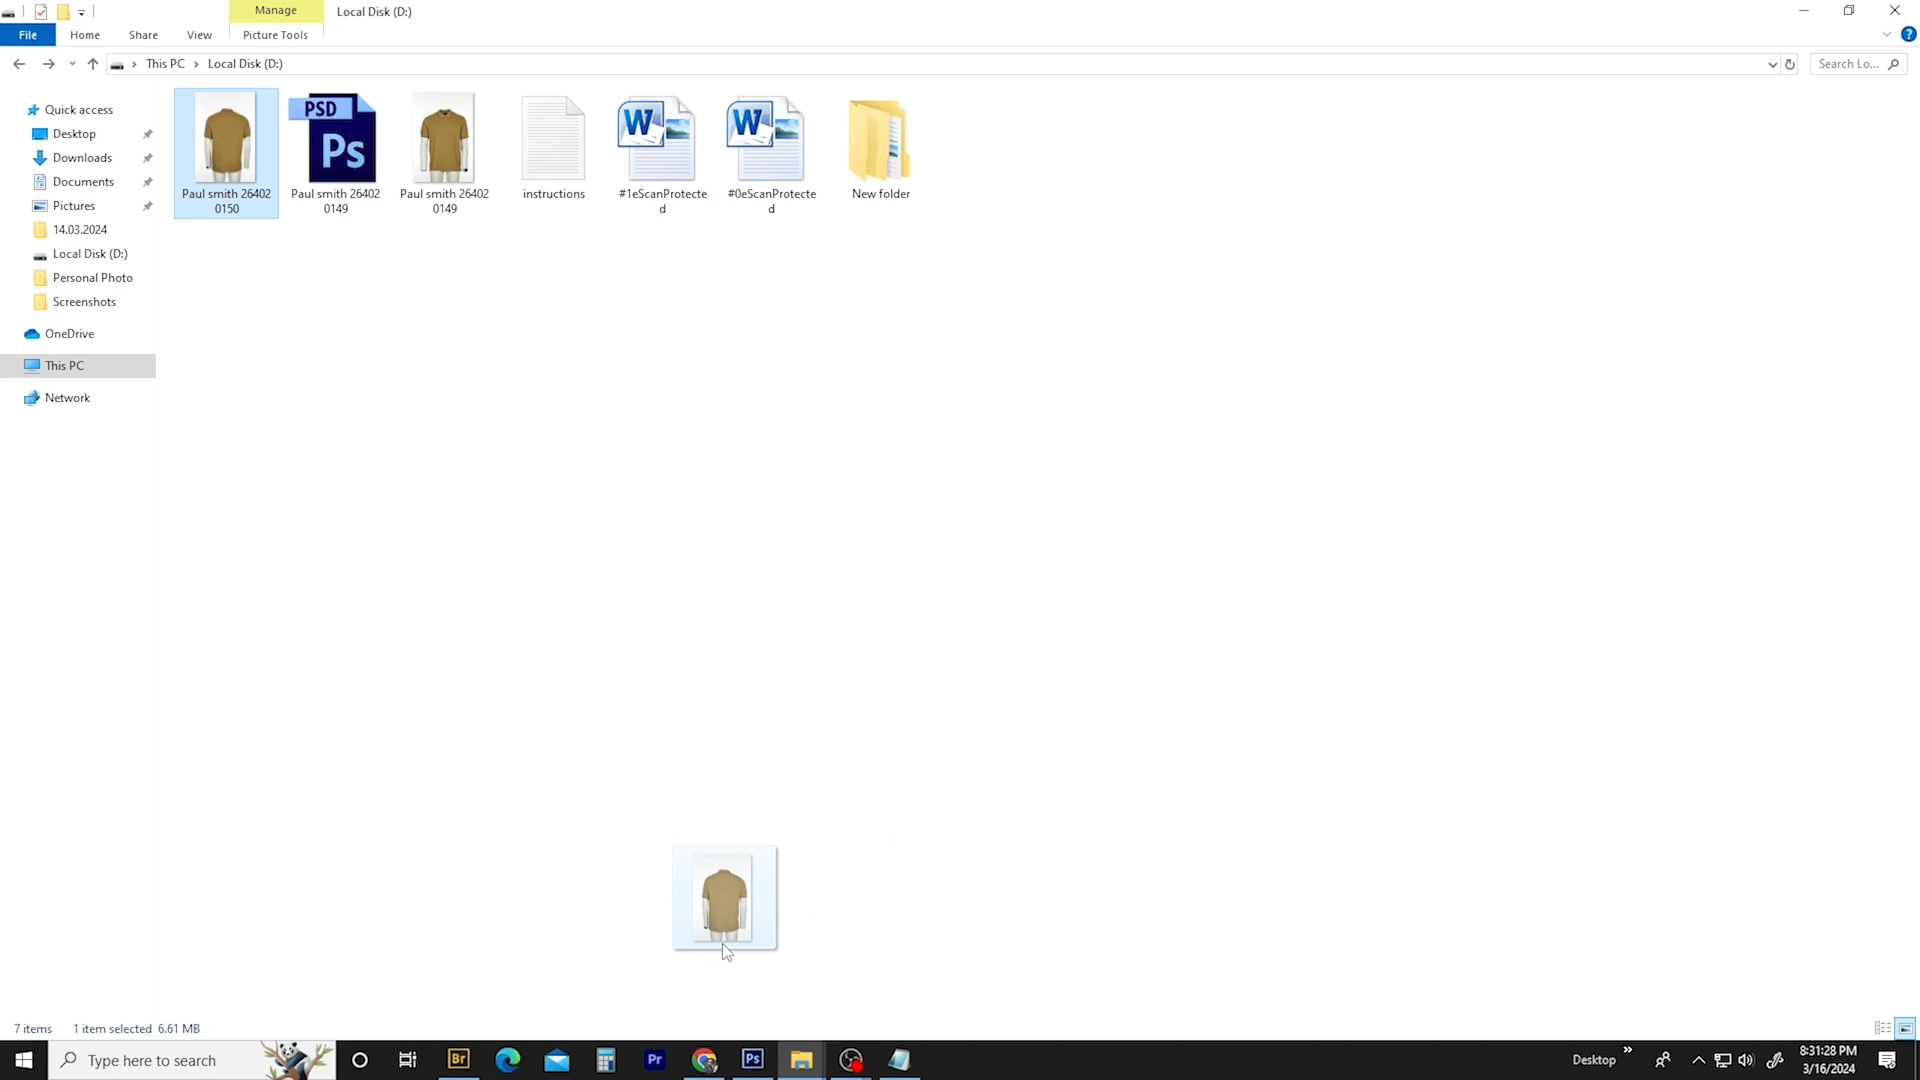 Manage
Local Disk (D:)
File
Home
Share
View
Picture Tools
This PC
Local Disk (D:)
Search Lo...
Quick access
Desktop
Downloads
Documents
Pictures
14.03.2024
Local Disk (D:)
Personal Photo
Screenshots
OneDrive
This PC
Network
Paul smith 26402
0150
PSD
Ps
Paul smith 26402
0149
Paul smith 26402
0149
instructions
W
#1eScanProtecte
d
W
#0eScanProtecte
d
New folder
7 items
1 item selected 6.61 MB
Type here to search
Br
Pr
Ps
Desktop
8:31:28 PM
3/16/2024